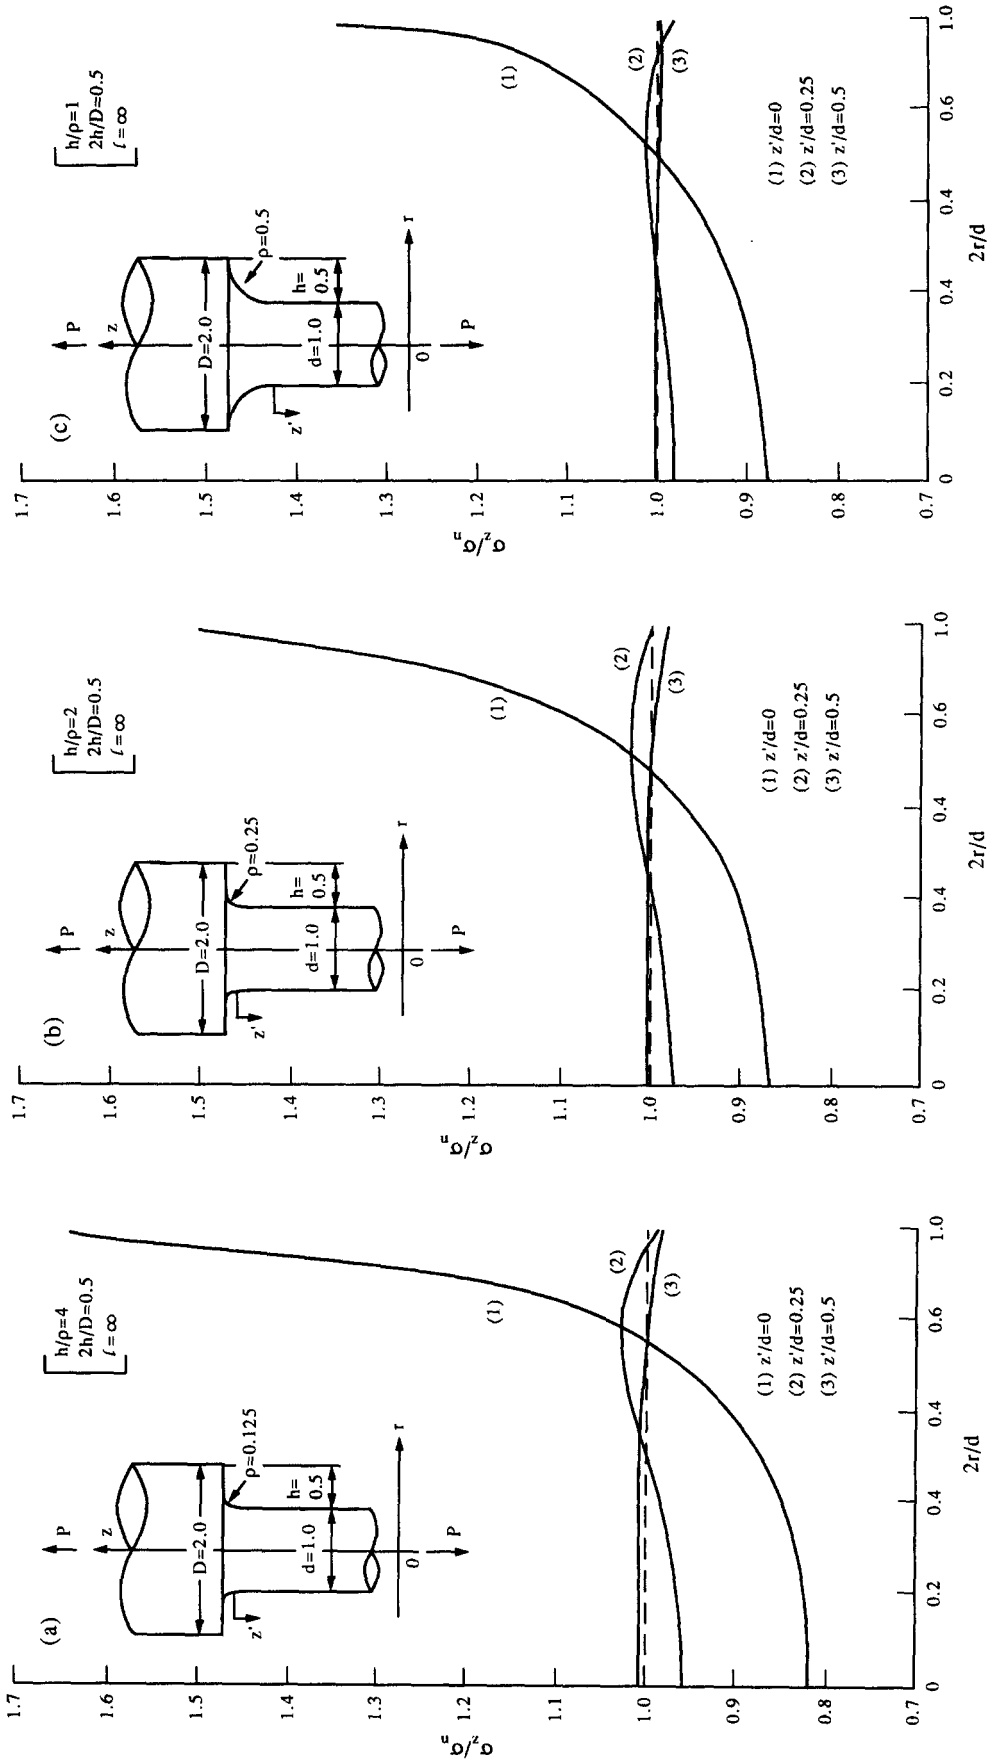 (a)
h/ρ=4
2h/D=0.5
ℓ=∞
P
z
D=2.0
ρ=0.125
z'
d=1.0
h=
0.5
r
0
P
1.7
1.6
1.5
1.4
1.3
1.2
1.1
1.0
0.9
0.8
0.7
σz/σn
(1)
(2)
(3)
(1) z'/d=0
(2) z'/d=0.25
(3) z'/d=0.5
0 0.2 0.4 0.4 0.6 1.0
2r/d
(b)
h/ρ=2
2h/D=0.5
ℓ=∞
P
z
D=2.0
ρ=0.25
z'
d=1.0
h=
0.5
r
0
P
1.7
1.6
1.5
1.4
1.3
1.2
1.1
1.0
0.9
0.8
0.7
σz/σn
(1)
(2)
(3)
(1) z'/d=0
(2) z'/d=0.25
(3) z'/d=0.5
0 0.2 0.4 0.4 0.6 1.0
2r/d
(c)
h/ρ=1
2h/D=0.5
ℓ=∞
P
z
D=2.0
ρ=0.5
z'
d=1.0
h=
0.5
r
0
P
1.7
1.6
1.5
1.4
1.3
1.2
1.1
1.0
0.9
0.8
0.7
σz/σn
(1)
(2)
(3)
(1) z'/d=0
(2) z'/d=0.25
(3) z'/d=0.5
0 0.2 0.4 0.4 0.6 1.0
2r/d